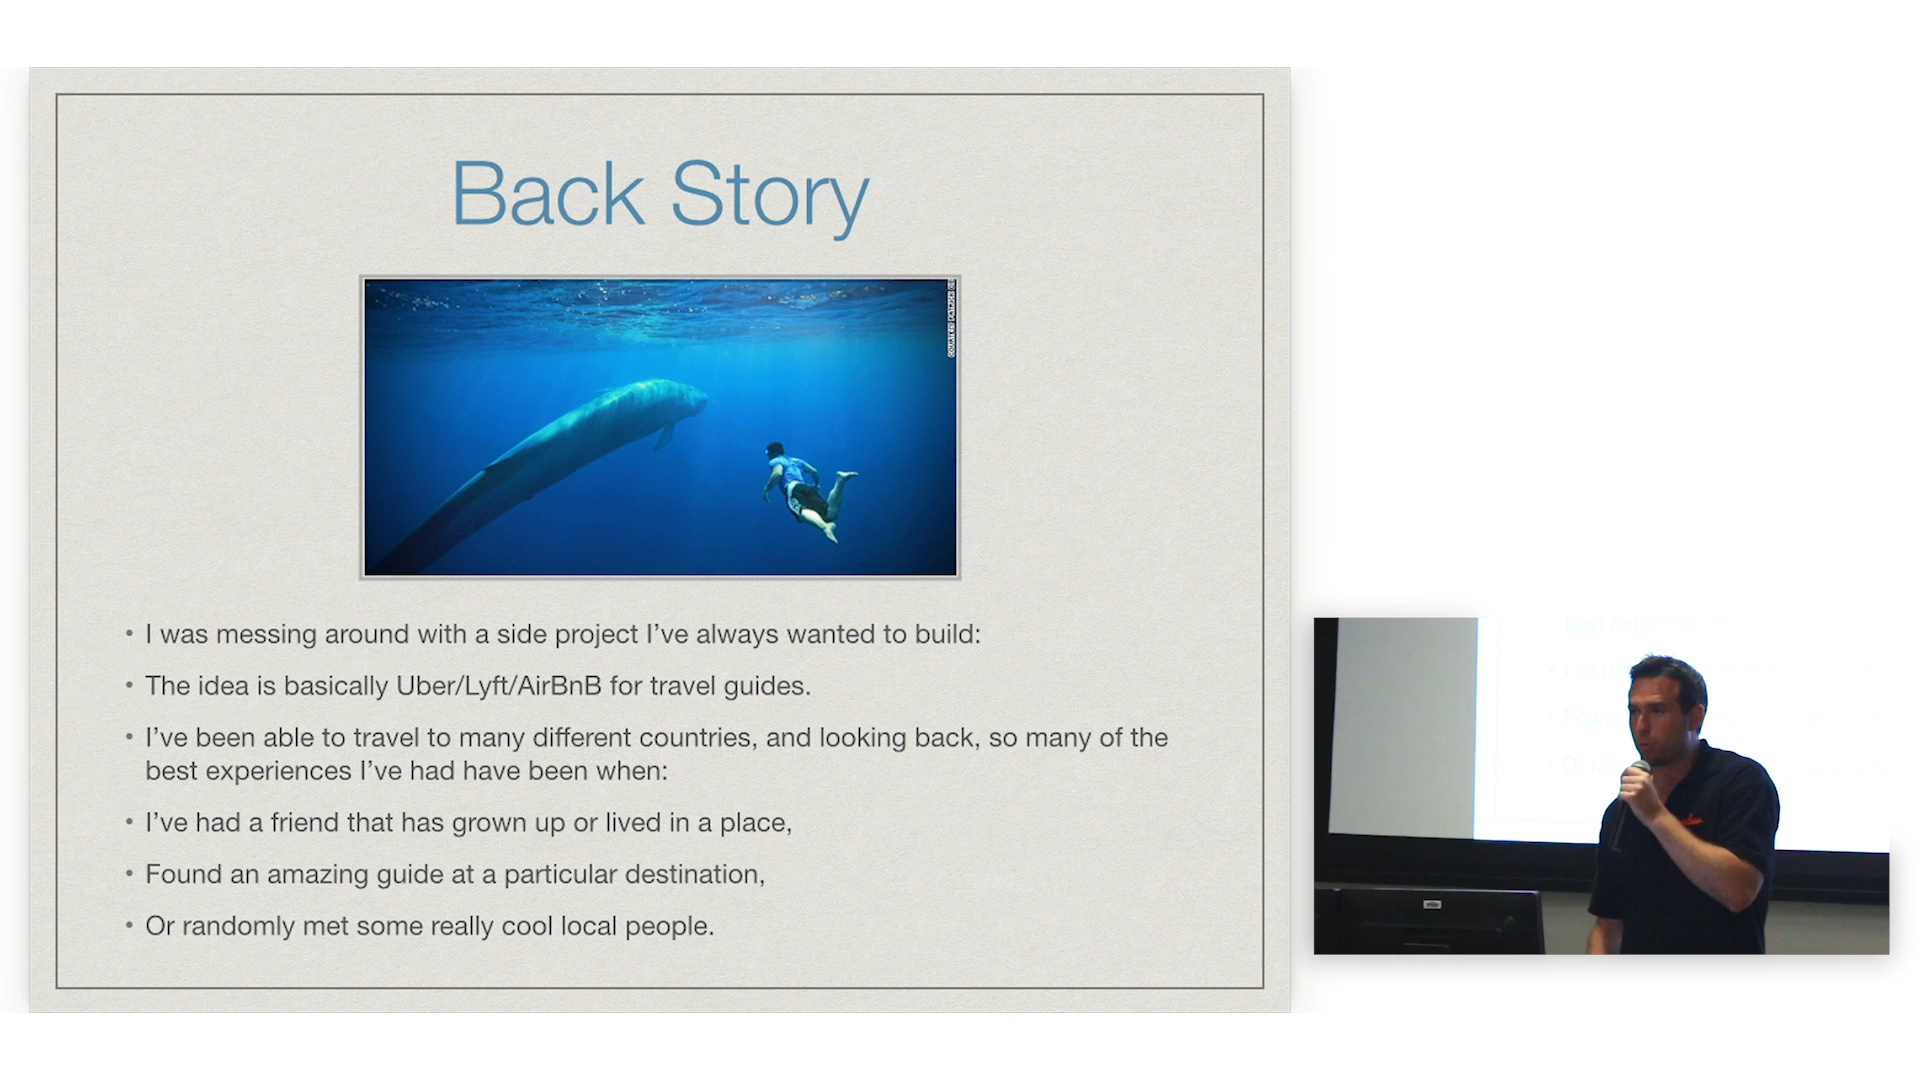 Back Story
COURTESY PATRICK
• I was messing around with a side project I’ve always wanted to build:
• The idea is basically Uber/Lyft/AirBnB for travel guides.
• I’ve been able to travel to many different countries, and looking back, so many of the
best experiences I’ve had have been when:
• I’ve had a friend that has grown up or lived in a place,
• Found an amazing guide at a particular destination,
• Or randomly met some really cool local people.
best